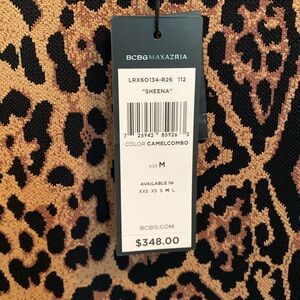 BCBGMAXAZRIA
LRX60134-R26 112
"SHEENA"
7 25942 85926 3
COLOR CAMELCOMBO
SIZE M
AVAILABLE IN
XXS XS S M L
BCBG.COM
$348.00